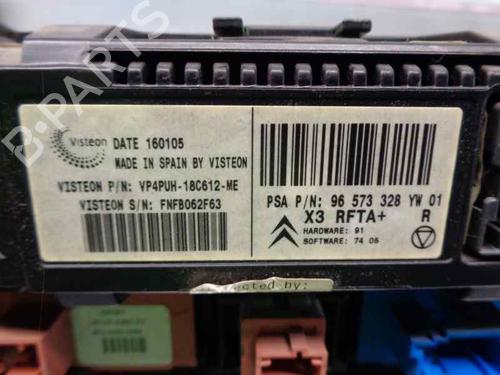 B-PARTS
Visteon
DATE 160105
MADE IN SPAIN BY VISTEON
VISTEON P/N: VP4PUH-18C612-ME
VISTEON S/N: FNFB062F63
PSA P/N: 96 573 328 YW 01
X3 RFTA+ R
HARDWARE: 91
SOFTWARE: 74 05
ected by: